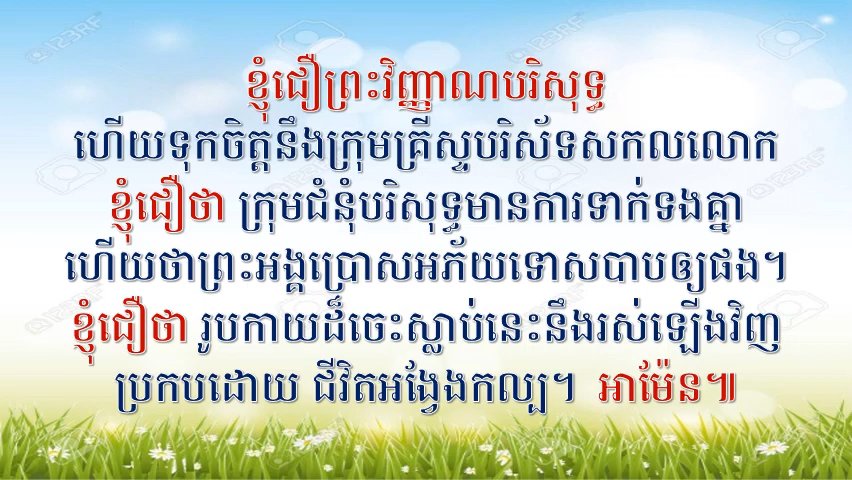 ខ្ញុំជឿព្រះវិញ្ញាណបរិសុទ្ធ
ហើយទុកចិត្តនឹងក្រុមគ្រីស្ទបរិស័ទសកលលោក
ខ្ញុំជឿថា ក្រុមជំនុំបរិសុទ្ធមានការទាក់ទងគ្នា
ហើយថាព្រះអង្គប្រោសអភ័យទោសបាបឲ្យផង។
ខ្ញុំជឿថា រូបកាយដ៏ចេះស្លាប់នេះនឹងរស់ឡើងវិញ
ប្រកបដោយ ជីវិតអង្វែងកល្ប។ អាម៉ែន៕